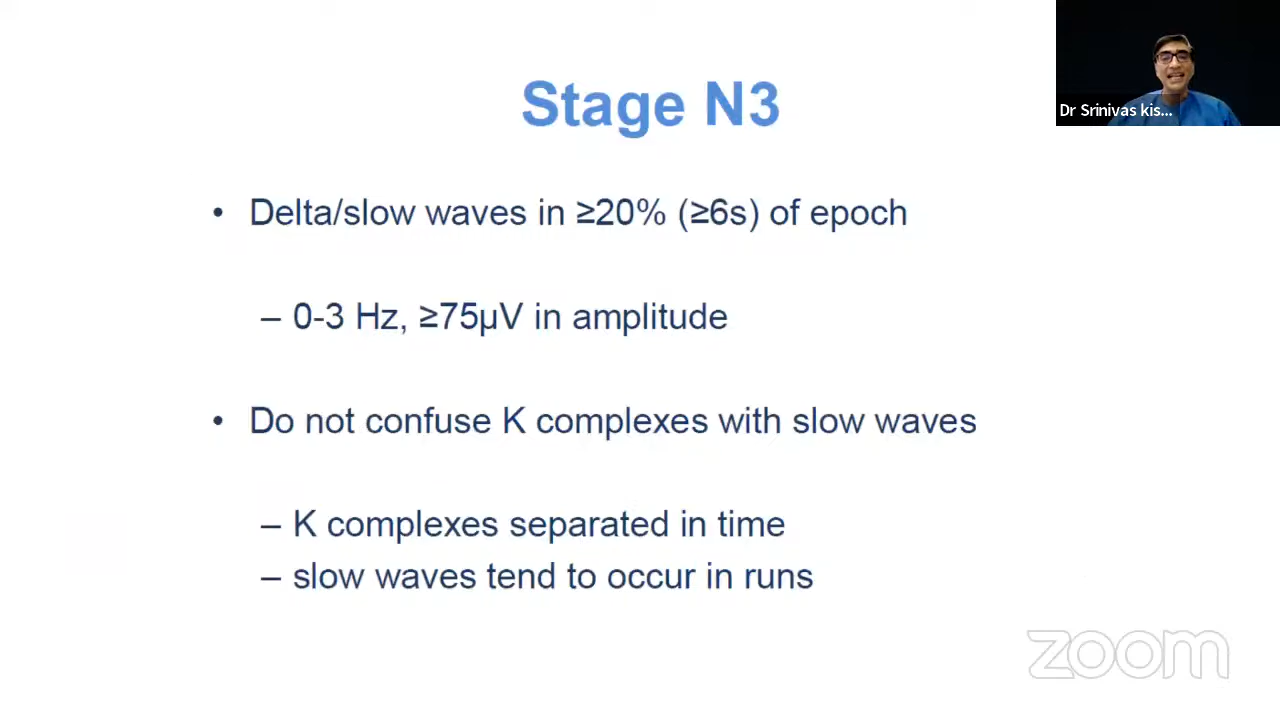 Stage N3
Dr Srinivas kis...
• Delta/slow waves in ≥20% (≥6s) of epoch
– 0-3 Hz, ≥75μV in amplitude
• Do not confuse K complexes with slow waves
– K complexes separated in time
– slow waves tend to occur in runs
zoom